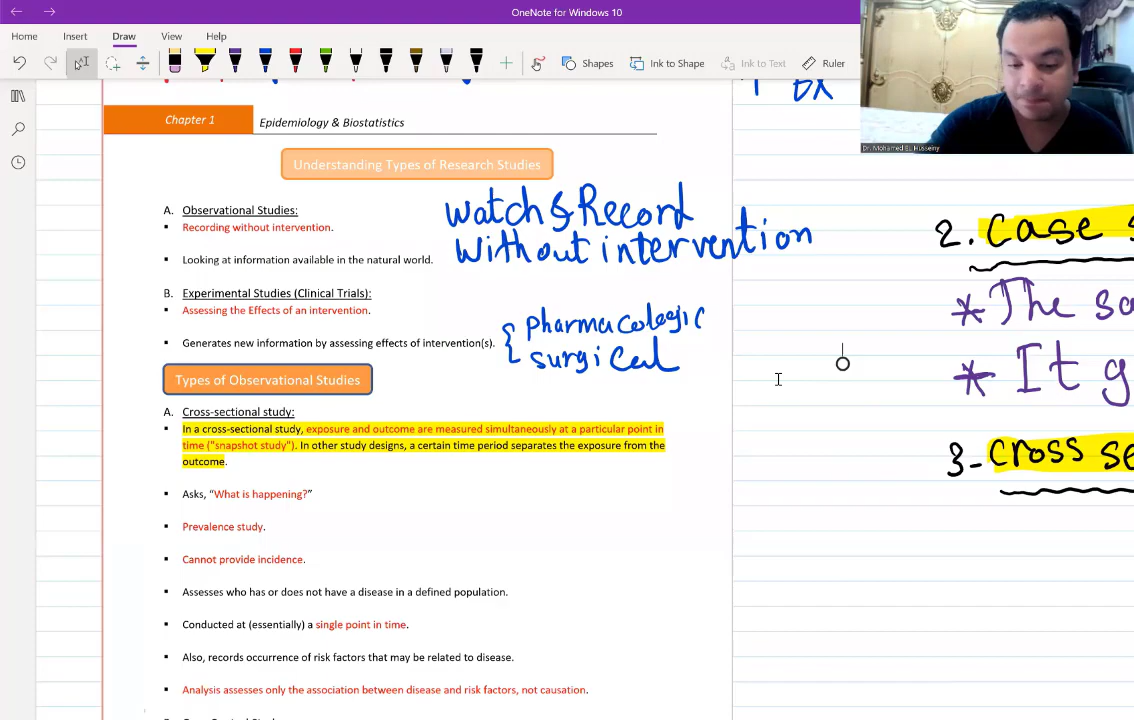 OneNote for Windows 10
Home Insert Draw View Help
Shapes Ink to Shape Ink to Text Ruler
Dr. Mohamed EL Husseiny
Chapter 1 Epidemiology & Biostatistics
Understanding Types of Research Studies
A. Observational Studies:
▪ Recording without intervention.
▪ Looking at information available in the natural world.
Watch & Record
Without intervention
B. Experimental Studies (Clinical Trials):
▪ Assessing the Effects of an intervention.
▪ Generates new information by assessing effects of intervention(s).
pharmacologic
surgical
Types of Observational Studies
A. Cross-sectional study:
▪ In a cross-sectional study, exposure and outcome are measured simultaneously at a particular point in
time ("snapshot study"). In other study designs, a certain time period separates the exposure from the
outcome.
▪ Asks, "What is happening?"
▪ Prevalence study.
▪ Cannot provide incidence.
▪ Assesses who has or does not have a disease in a defined population.
▪ Conducted at (essentially) a single point in time.
▪ Also, records occurrence of risk factors that may be related to disease.
▪ Analysis assesses only the association between disease and risk factors, not causation.
2. Case s
* The sa
* It g
3- Cross se